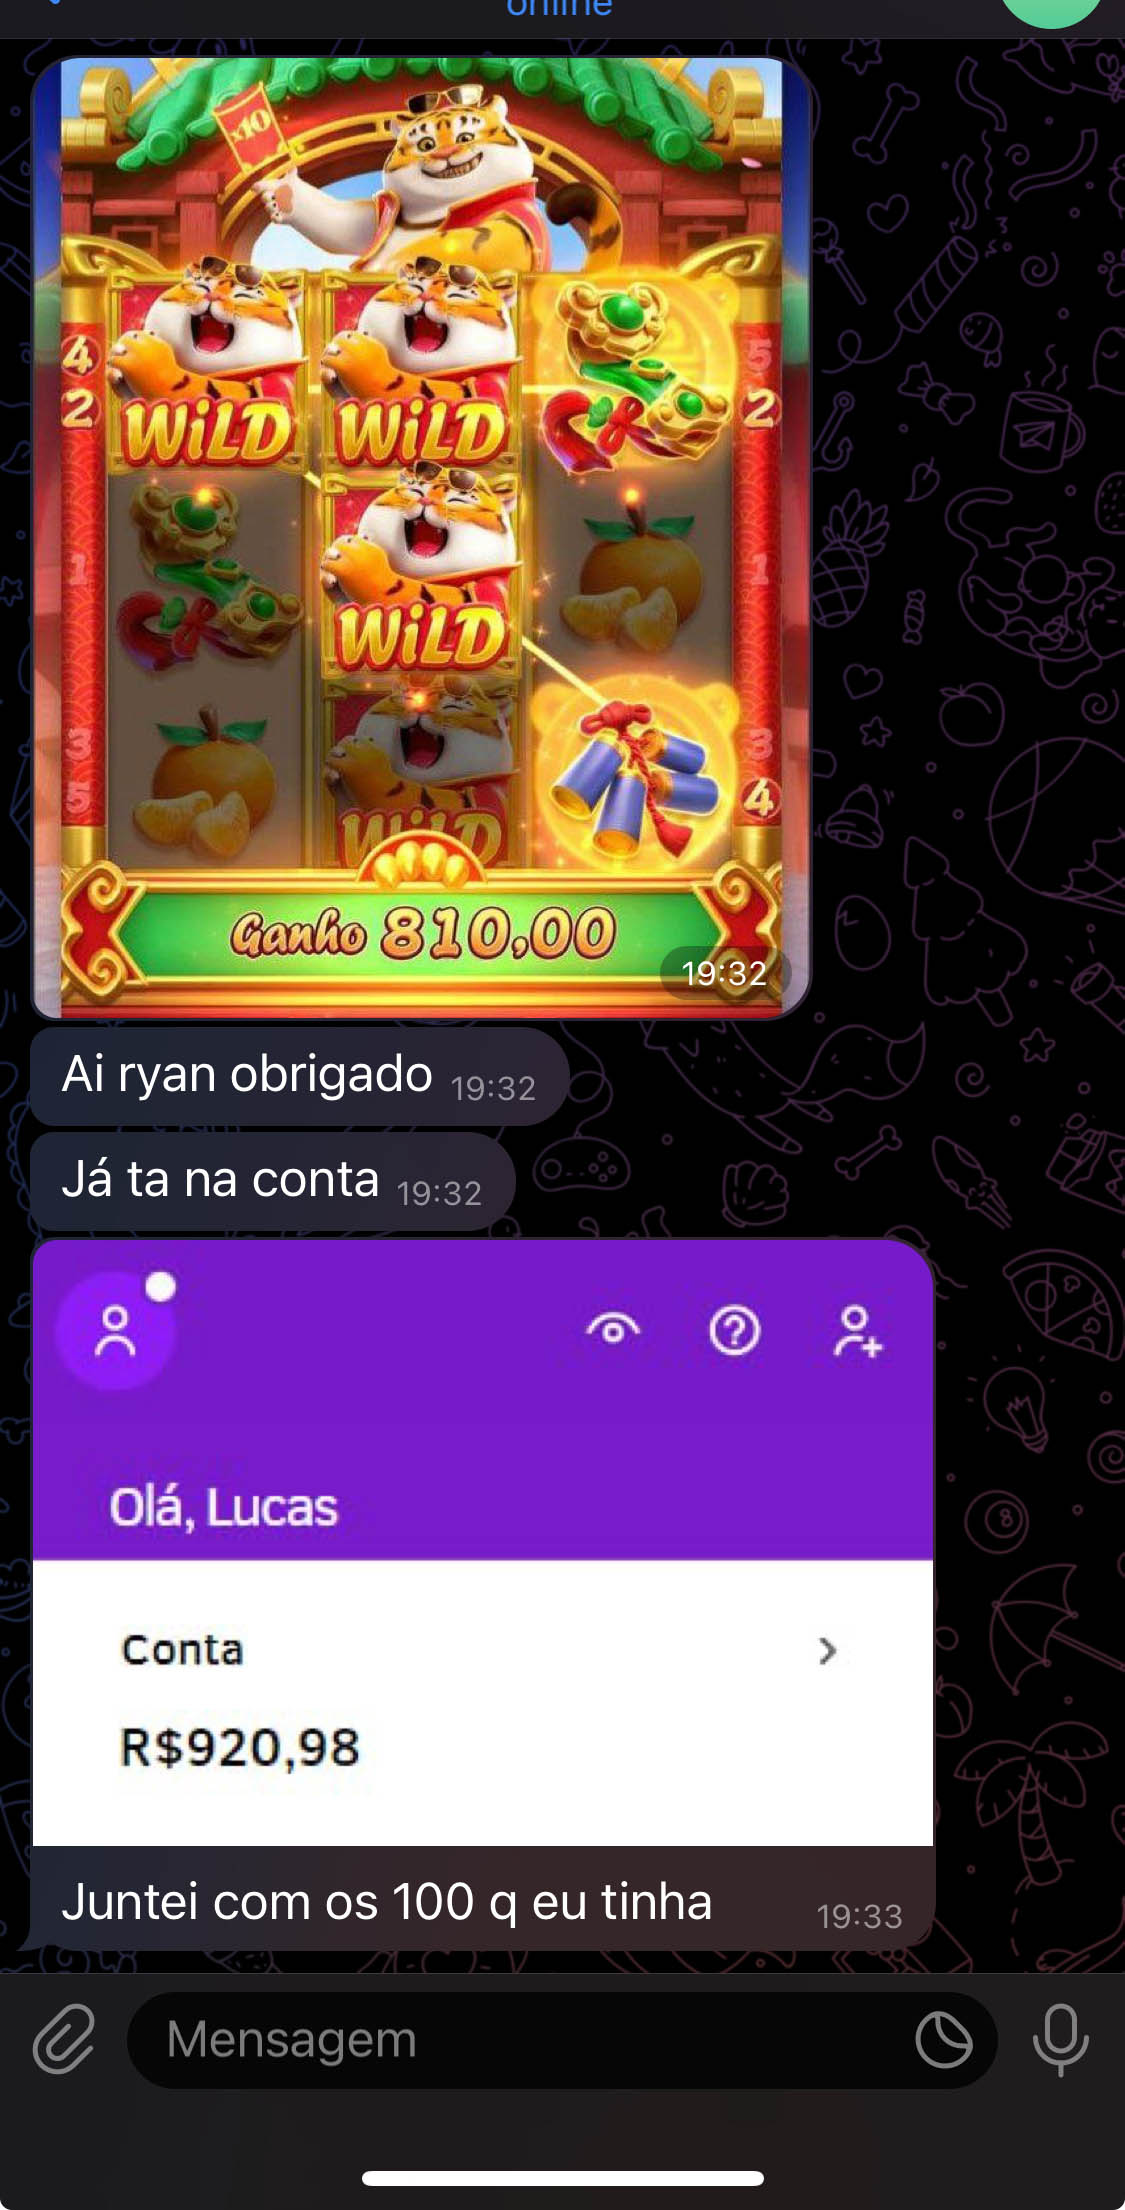 online
x10
WiLD
WiLD
4
5
2
2
WiLD
1
1
3
3
5
4
WiLD
Ganho 810,00
19:32
Ai ryan obrigado 19:32
Já ta na conta 19:32
Olá, Lucas
Conta
R$920,98
Juntei com os 100 q eu tinha 19:33
Mensagem